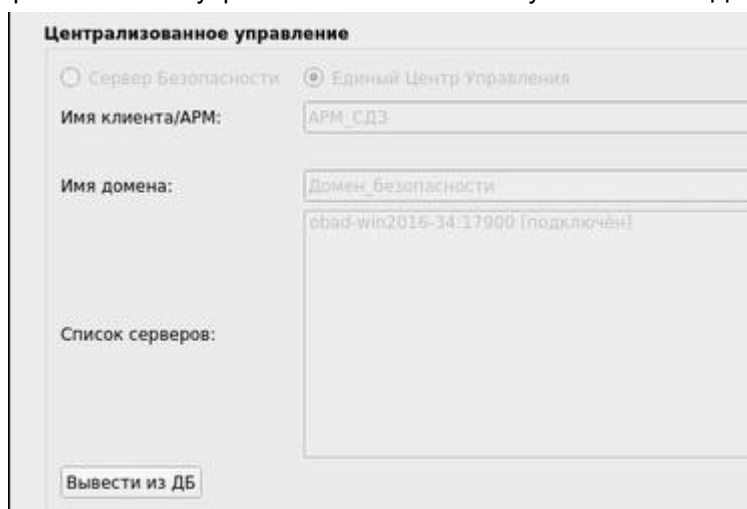 Централизованное управление
Сервер Безопасности Единый Центр Управления
Имя клиента/АРМ: АРМ_СДЗ
Имя домена: Домен_безопасности
obad-win2016-34:17900 [подключён]
Список серверов:
Вывести из ДБ